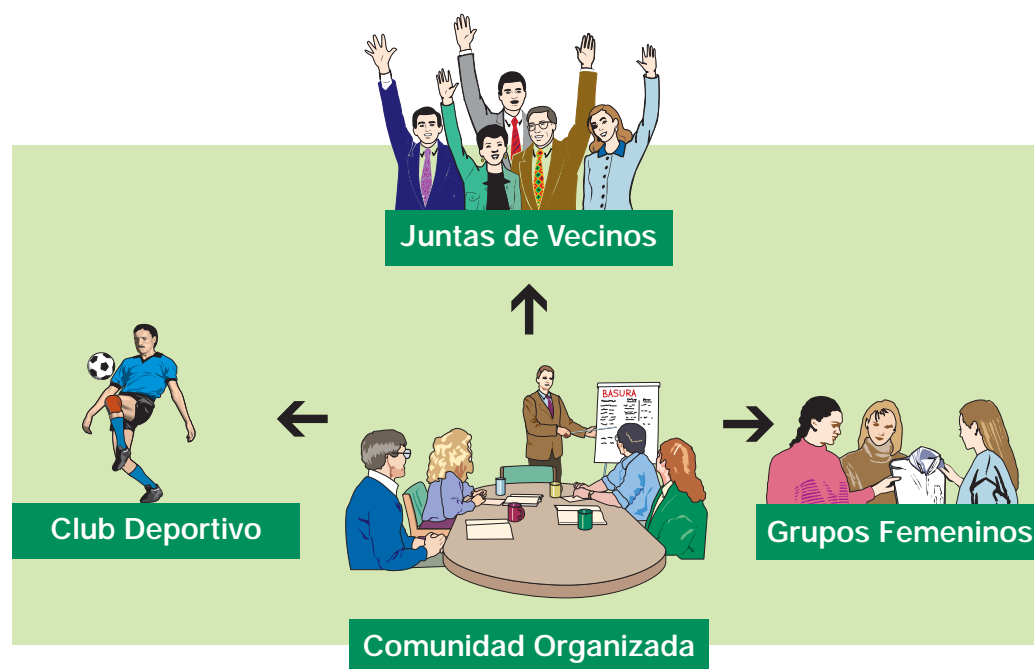 Juntas de Vecinos
BASURA
Club Deportivo
Grupos Femeninos
Comunidad Organizada